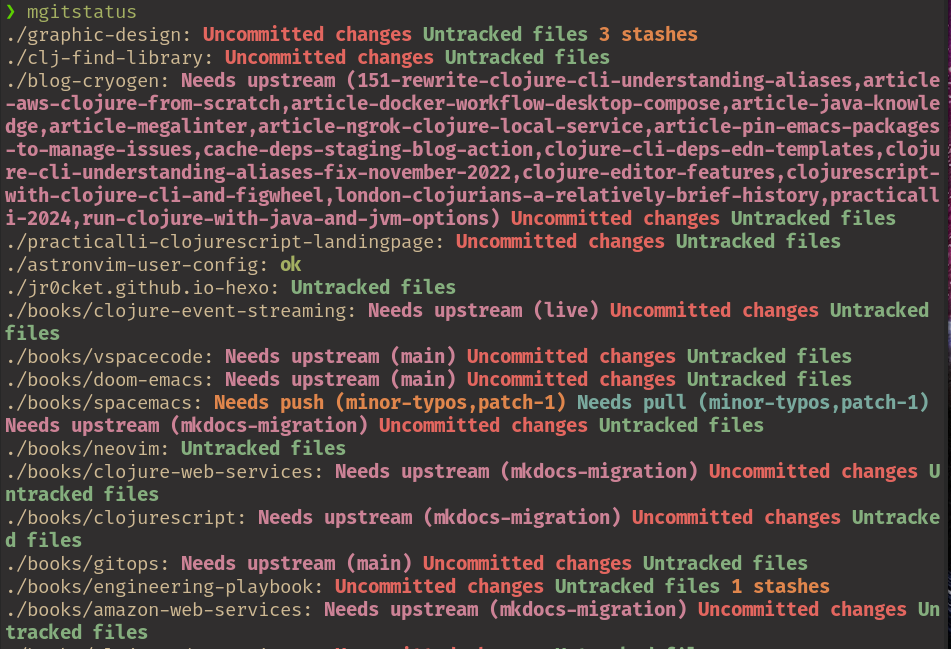 ❯ mgitstatus
./graphic-design: Uncommitted changes Untracked files 3 stashes
./clj-find-library: Uncommitted changes Untracked files
./blog-cryogen: Needs upstream (151-rewrite-clojure-cli-understanding-aliases,article
-aws-clojure-from-scratch,article-docker-workflow-desktop-compose,article-java-knowle
dge,article-megalinter,article-ngrok-clojure-local-service,article-pin-emacs-packages
-to-manage-issues,cache-deps-staging-blog-action,clojure-cli-deps-edn-templates,cloju
re-cli-understanding-aliases-fix-november-2022,clojure-editor-features,clojurescript-
with-clojure-cli-and-figwheel,london-clojurians-a-relatively-brief-history,practicall
i-2024,run-clojure-with-java-and-jvm-options) Uncommitted changes Untracked files
./practicalli-clojurescript-landingpage: Uncommitted changes Untracked files
./astronvim-user-config: ok
./jr0cket.github.io-hexo: Untracked files
./books/clojure-event-streaming: Needs upstream (live) Uncommitted changes Untracked
files
./books/vspacecode: Needs upstream (main) Uncommitted changes Untracked files
./books/doom-emacs: Needs upstream (main) Uncommitted changes Untracked files
./books/spacemacs: Needs push (minor-typos,patch-1) Needs pull (minor-typos,patch-1)
Needs upstream (mkdocs-migration) Uncommitted changes Untracked files
./books/neovim: Untracked files
./books/clojure-web-services: Needs upstream (mkdocs-migration) Uncommitted changes U
ntracked files
./books/clojurescript: Needs upstream (mkdocs-migration) Uncommitted changes Untracke
d files
./books/gitops: Needs upstream (main) Uncommitted changes Untracked files
./books/engineering-playbook: Uncommitted changes Untracked files 1 stashes
./books/amazon-web-services: Needs upstream (mkdocs-migration) Uncommitted changes Un
tracked files